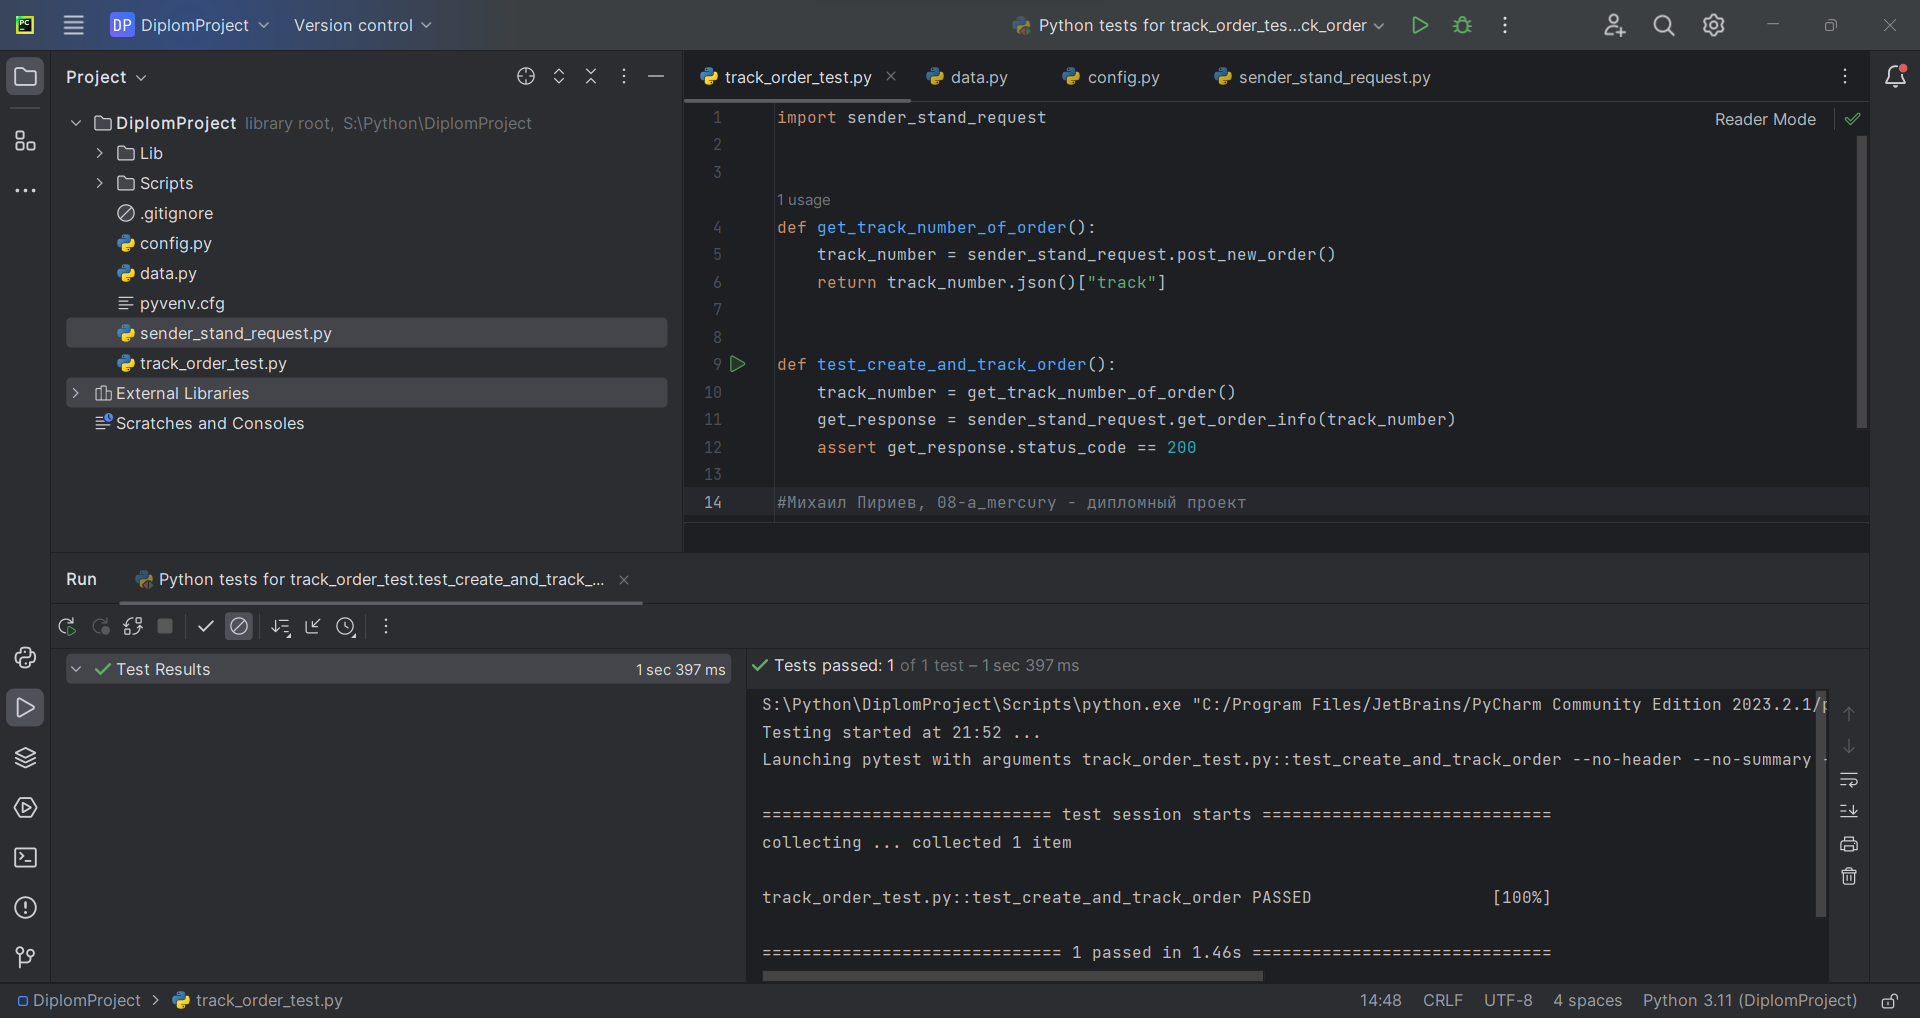 PC
DP DiplomProject
Version control
Python tests for track_order_tes...ck_order
Project
DiplomProject library root, S:\Python\DiplomProject
Lib
Scripts
.gitignore
config.py
data.py
pyvenv.cfg
sender_stand_request.py
track_order_test.py
External Libraries
Scratches and Consoles
track_order_test.py
data.py
config.py
sender_stand_request.py
Reader Mode
1 import sender_stand_request
2
3
1 usage
4 def get_track_number_of_order():
5 track_number = sender_stand_request.post_new_order()
6 return track_number.json()["track"]
7
8
9 def test_create_and_track_order():
10 track_number = get_track_number_of_order()
11 get_response = sender_stand_request.get_order_info(track_number)
12 assert get_response.status_code == 200
13
14 #Михаил Пириев, 08-a_mercury - дипломный проект
Run
Python tests for track_order_test.test_create_and_track_...
Test Results 1 sec 397 ms
Tests passed: 1 of 1 test – 1 sec 397 ms
S:\Python\DiplomProject\Scripts\python.exe "C:/Program Files/JetBrains/PyCharm Community Edition 2023.2.1/p
Testing started at 21:52 ...
Launching pytest with arguments track_order_test.py::test_create_and_track_order --no-header --no-summary -
============================= test session starts =============================
collecting ... collected 1 item
track_order_test.py::test_create_and_track_order PASSED [100%]
============================== 1 passed in 1.46s ==============================
DiplomProject > track_order_test.py
14:48 CRLF UTF-8 4 spaces Python 3.11 (DiplomProject)